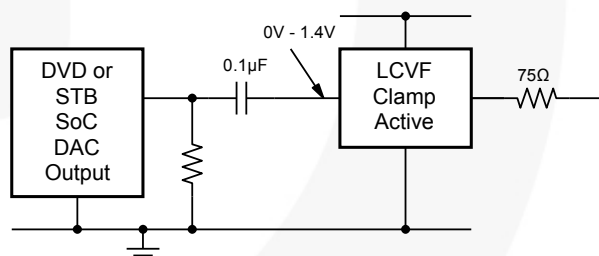 0V - 1.4V
DVD or
STB
SoC
DAC
Output
0.1µF
LCVF
Clamp
Active
75Ω